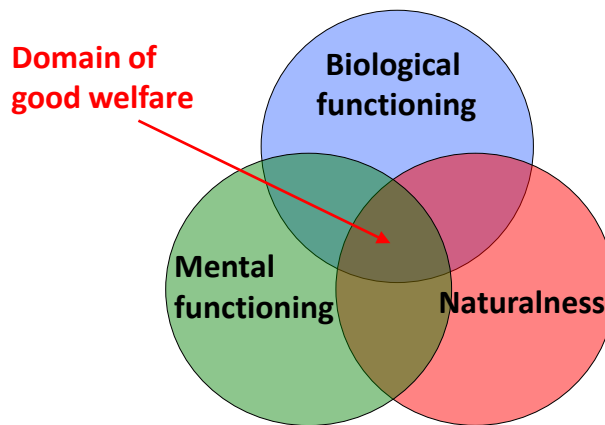 Domain of
good welfare
Biological
functioning
Mental
functioning
Naturalness